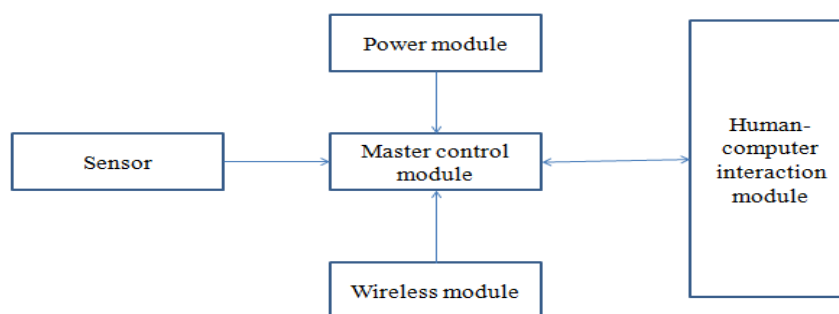 Power module
Sensor
Master control
module
Human-
computer
interaction
module
Wireless module